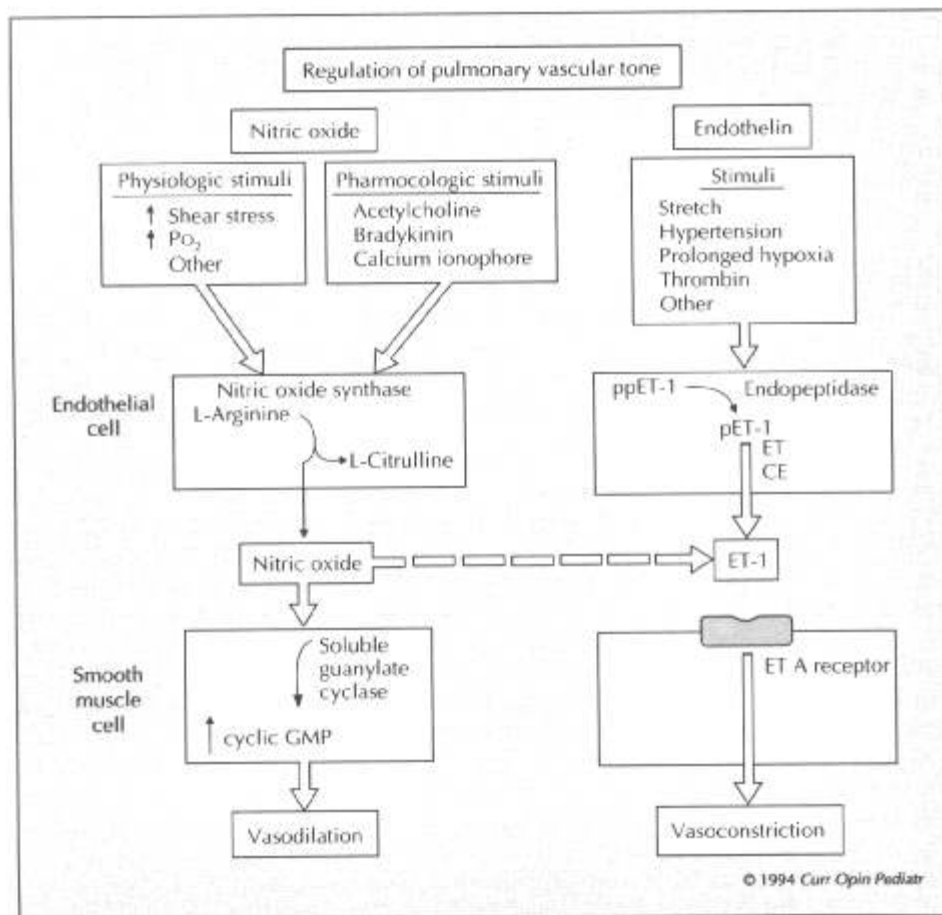 Regulation of pulmonary vascular tone
Nitric oxide
Physiologic stimuli
↑ Shear stress
↑ PO₂
Other
Pharmocologic stimuli
Acetylcholine
Bradykinin
Calcium ionophore
Endothelin
Stimuli
Stretch
Hypertension
Prolonged hypoxia
Thrombin
Other
Endothelial
cell
Nitric oxide synthase
L-Arginine
L-Citrulline
ppET-1
Endopeptidase
pET-1
ET
CE
Nitric oxide
ET-1
Smooth
muscle
cell
Soluble
guanylate
cyclase
↑ cyclic GMP
ET A receptor
Vasodilation
Vasoconstriction
© 1994 Curr Opin Pediatr